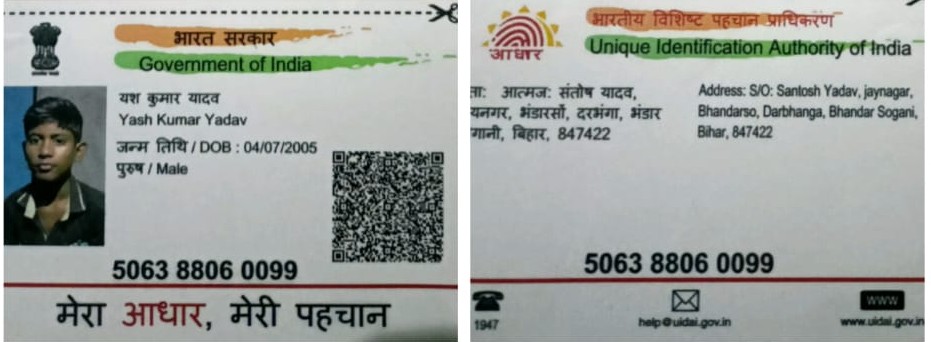 भारत सरकार
Government of India
यश कुमार यादव
Yash Kumar Yadav
जन्म तिथि / DOB : 04/07/2005
पुरुष / Male
5063 8806 0099
मेरा आधार, मेरी पहचान
भारतीय विशिष्ट पहचान प्राधिकरण
Unique Identification Authority of India
आधार
ता: आत्मज: संतोष यादव,
यनगर, भंडारसों, दरभंगा, भंडार
गानी, बिहार, 847422
Address: S/O: Santosh Yadav, jaynagar,
Bhandarso, Darbhanga, Bhandar Sogani,
Bihar, 847422
5063 8806 0099
1947
help@uidai.gov.in
www
www.uidai.gov.in